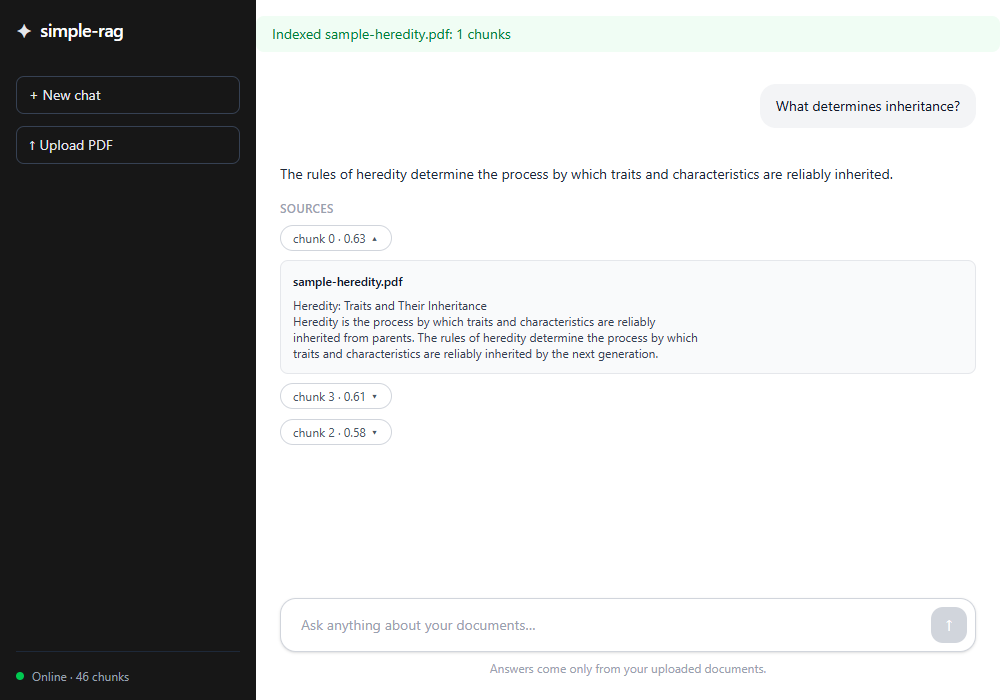 ✦ simple-rag
+ New chat
↑ Upload PDF
Indexed sample-heredity.pdf: 1 chunks
What determines inheritance?
The rules of heredity determine the process by which traits and characteristics are reliably inherited.
SOURCES
chunk 0 · 0.63 ▴
sample-heredity.pdf
Heredity: Traits and Their Inheritance
Heredity is the process by which traits and characteristics are reliably
inherited from parents. The rules of heredity determine the process by which
traits and characteristics are reliably inherited by the next generation.
chunk 3 · 0.61 ▾
chunk 2 · 0.58 ▾
Ask anything about your documents...
↑
Answers come only from your uploaded documents.
Online · 46 chunks